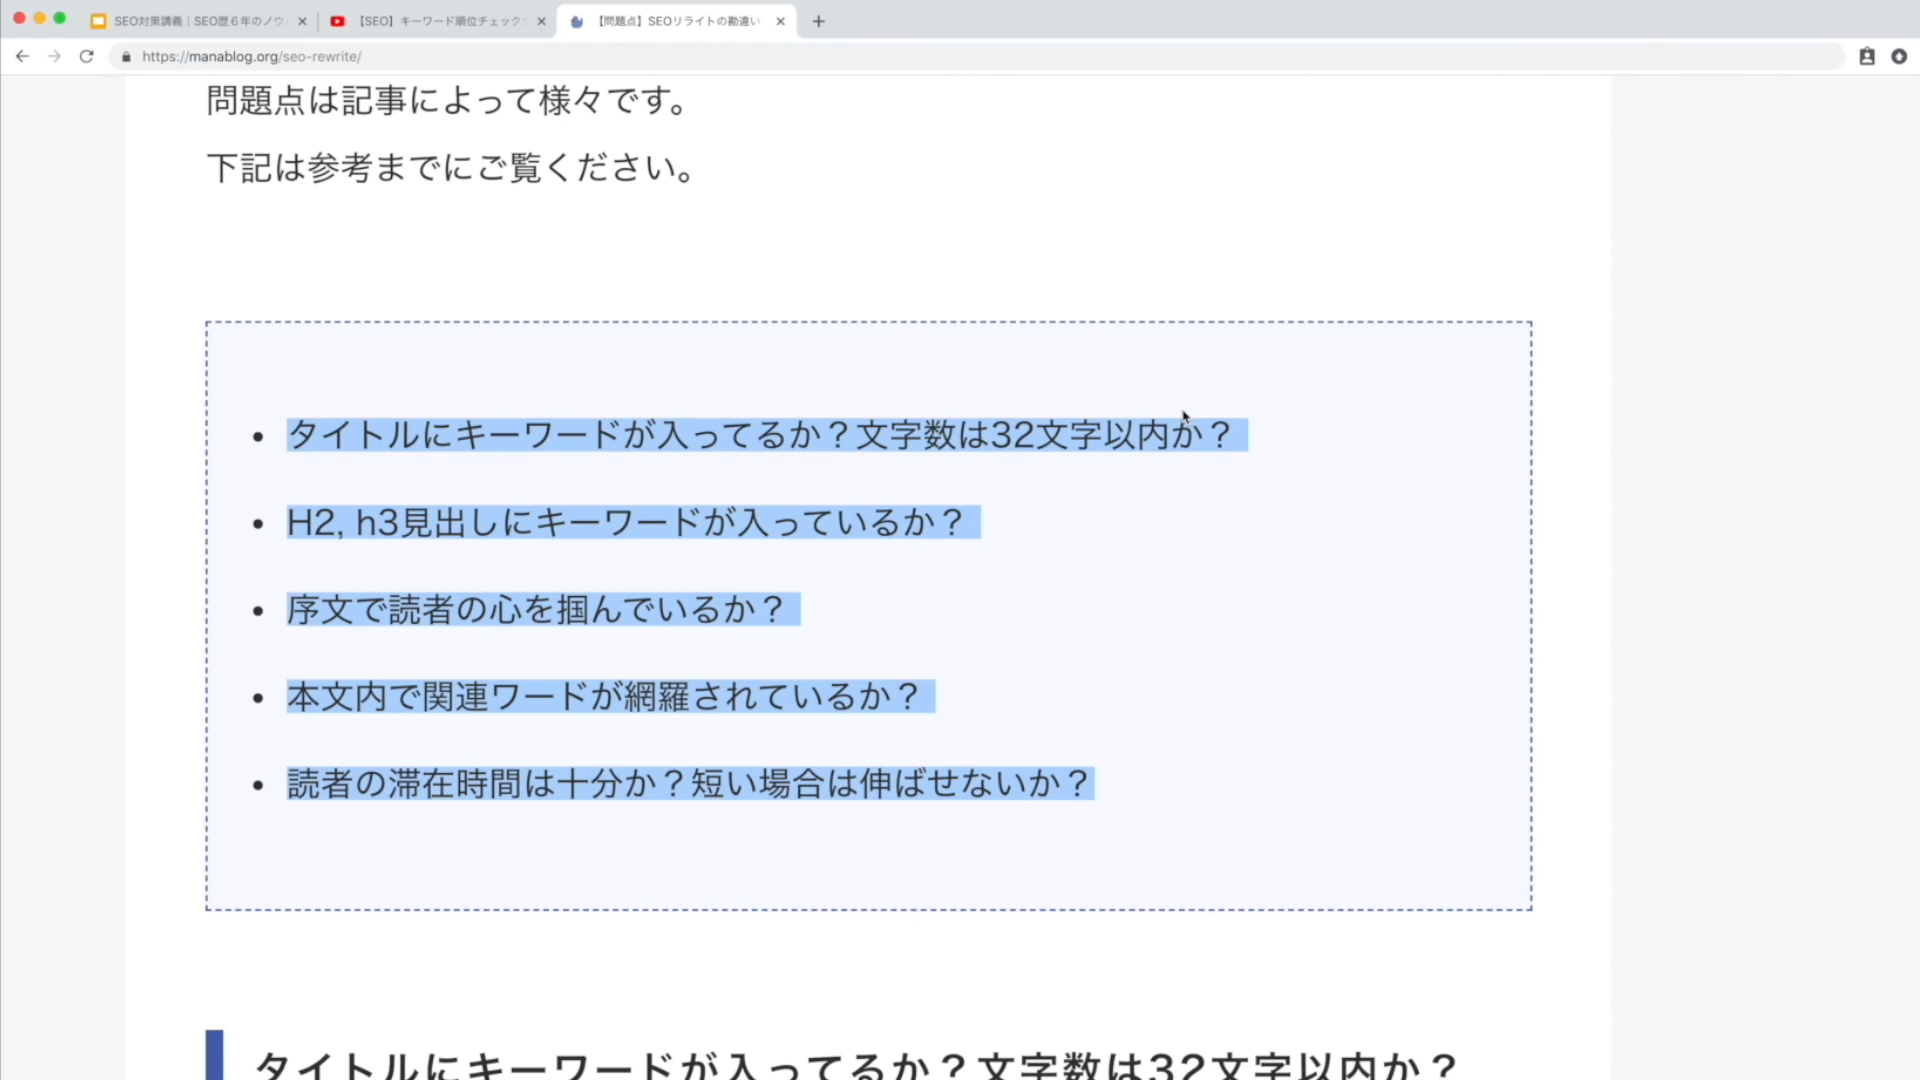 SEO対策講義｜SEO歴６年のノウ
【SEO】キーワード順位チェック
【問題点】SEOリライトの勘違い
https://manablog.org/seo-rewrite/
問題点は記事によって様々です。
下記は参考までにご覧ください。
タイトルにキーワードが入ってるか？文字数は32文字以内か？
H2, h3見出しにキーワードが入っているか？
序文で読者の心を掴んでいるか？
本文内で関連ワードが網羅されているか？
読者の滞在時間は十分か？短い場合は伸ばせないか？
タイトルにキーワードが入ってるか？文字数は32文字以内か？